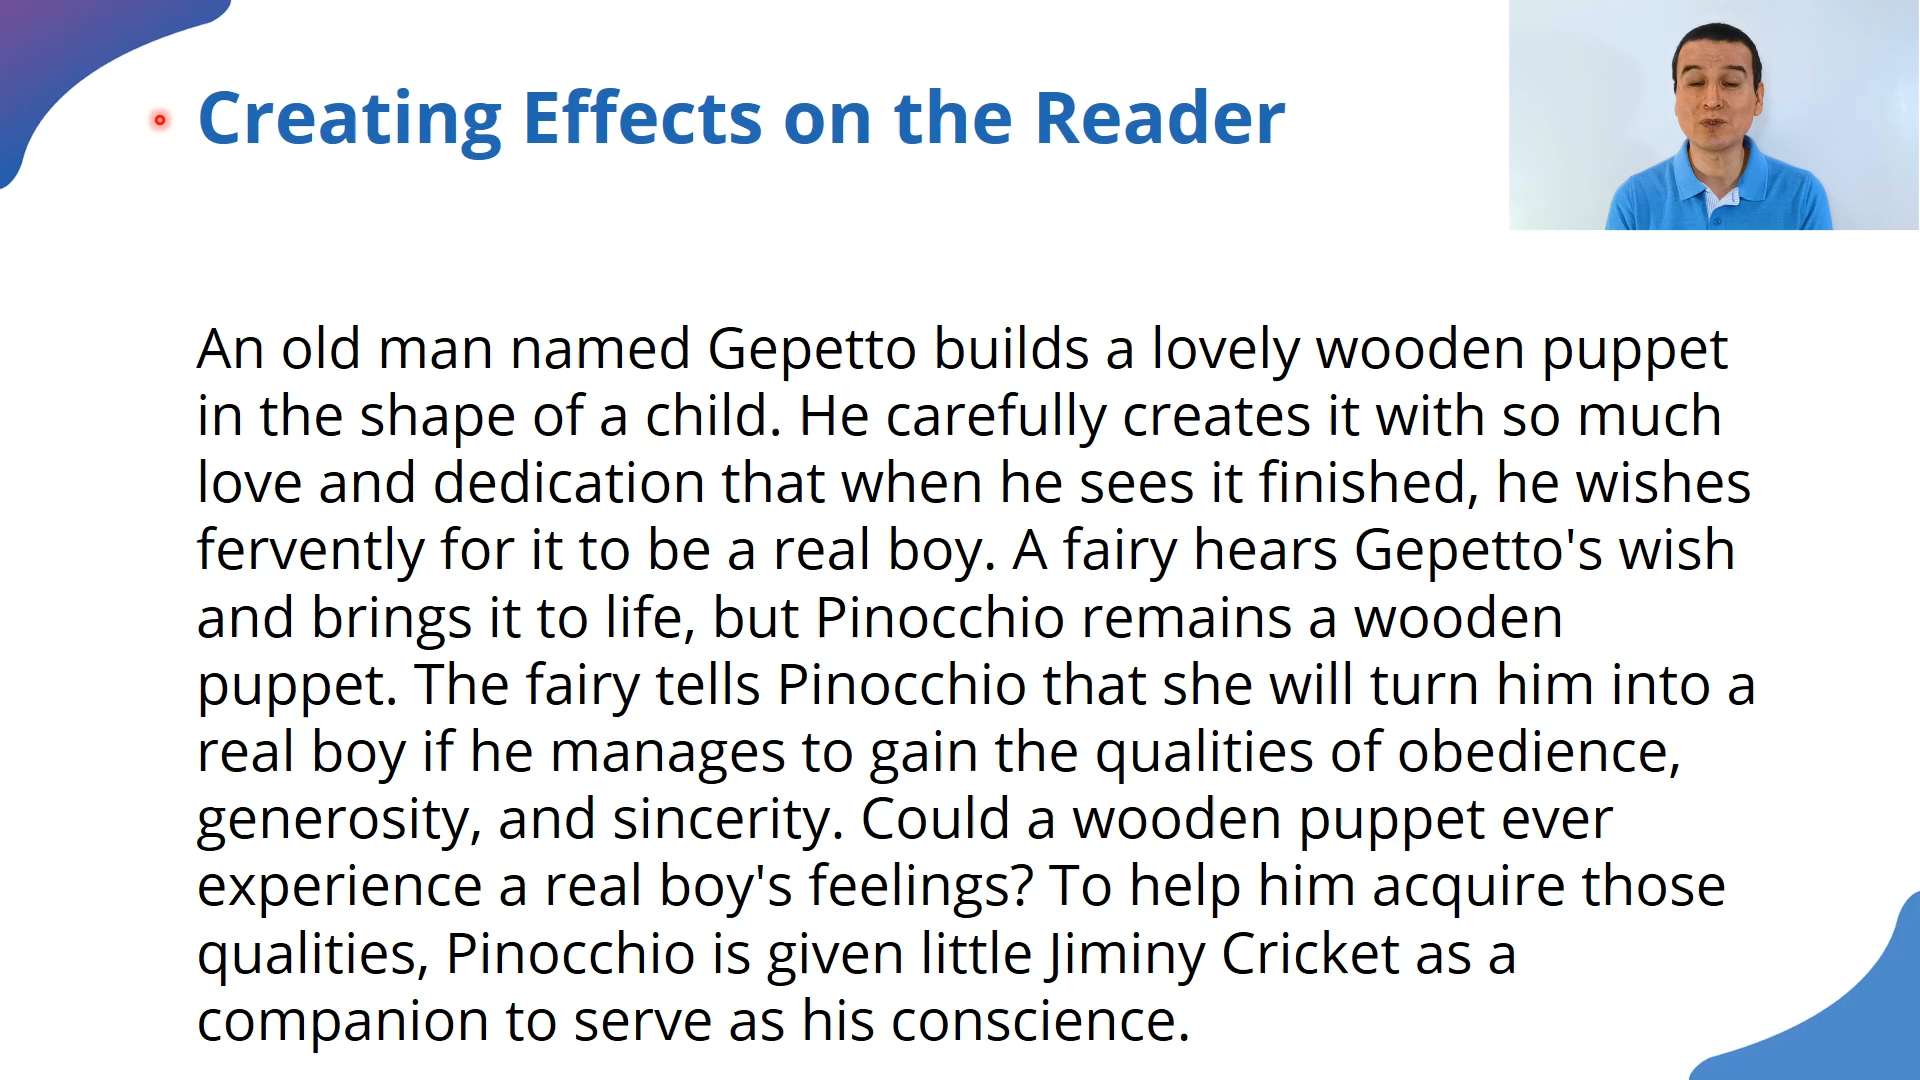 Creating Effects on the Reader
An old man named Gepetto builds a lovely wooden puppet
in the shape of a child. He carefully creates it with so much
love and dedication that when he sees it finished, he wishes
fervently for it to be a real boy. A fairy hears Gepetto's wish
and brings it to life, but Pinocchio remains a wooden
puppet. The fairy tells Pinocchio that she will turn him into a
real boy if he manages to gain the qualities of obedience,
generosity, and sincerity. Could a wooden puppet ever
experience a real boy's feelings? To help him acquire those
qualities, Pinocchio is given little Jiminy Cricket as a
companion to serve as his conscience.